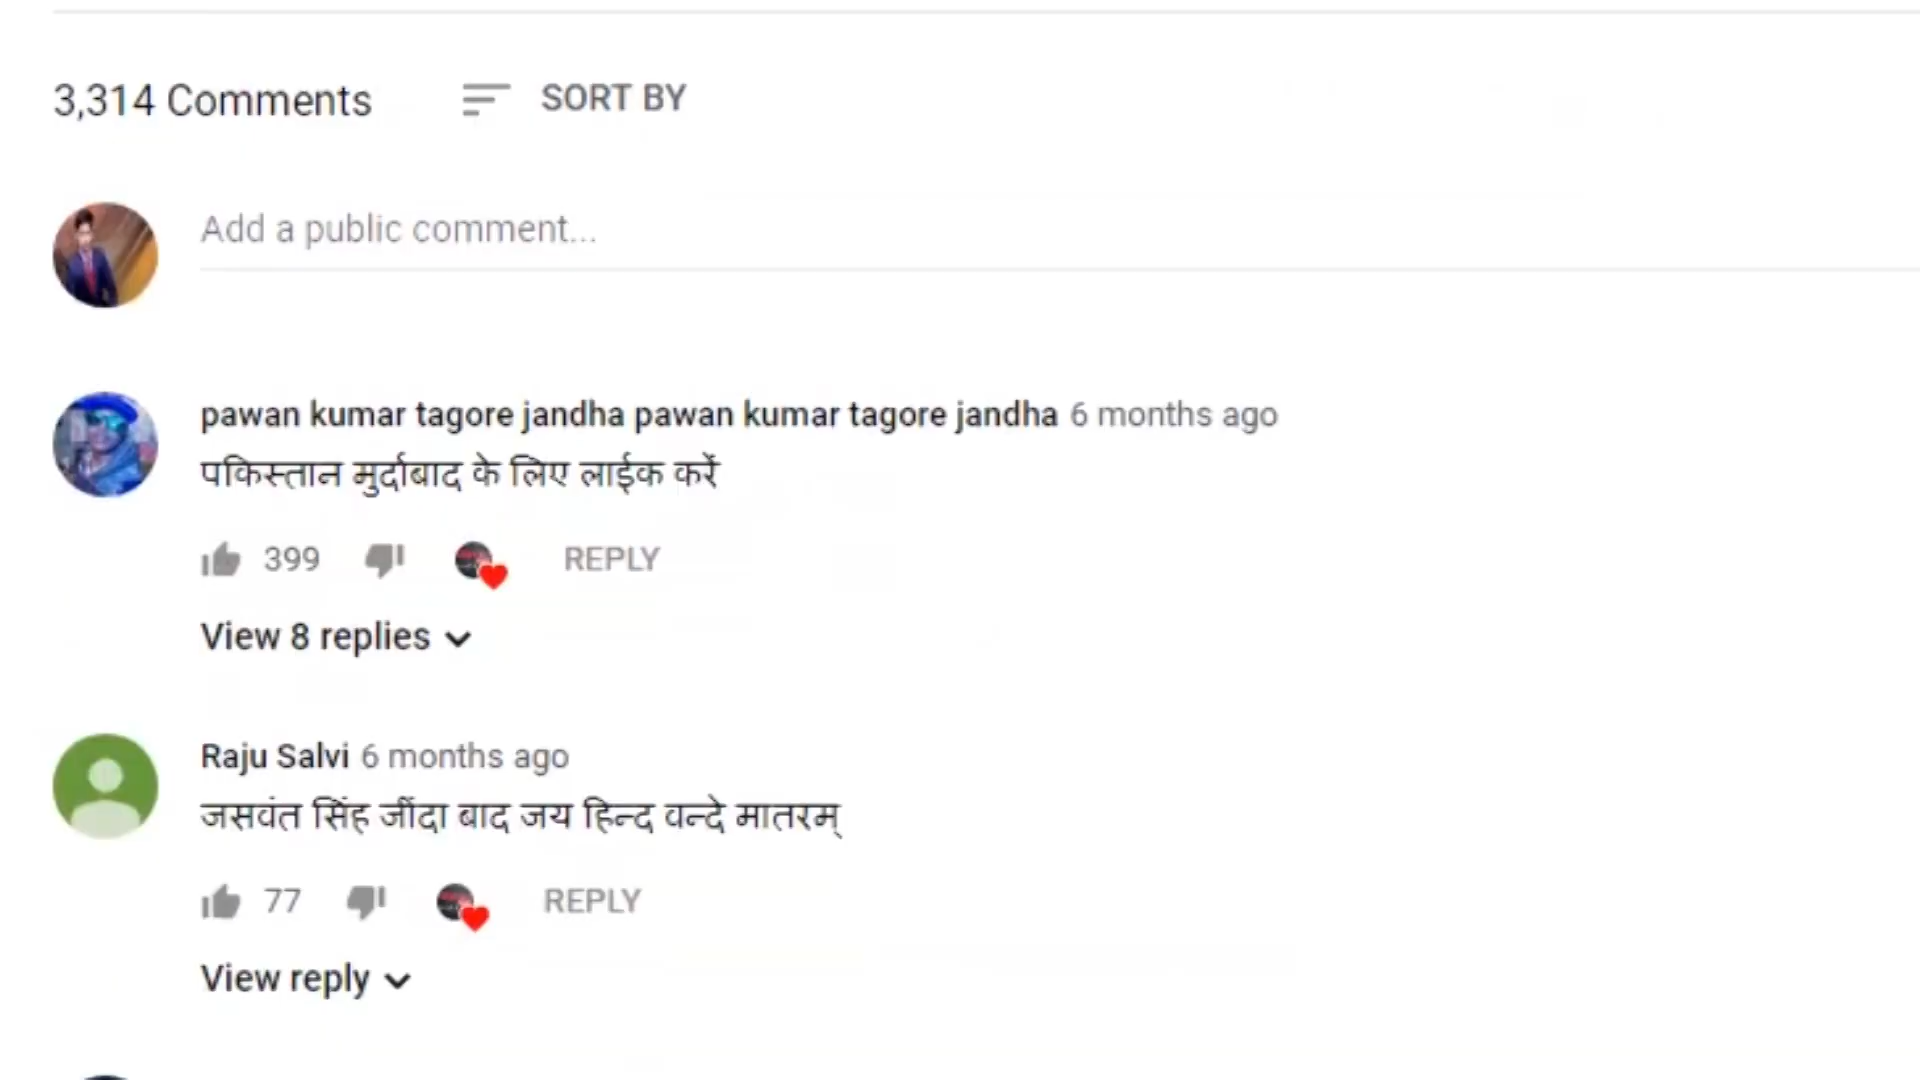 3,314 Comments SORT BY
Add a public comment...
pawan kumar tagore jandha pawan kumar tagore jandha 6 months ago
पकिस्तान मुर्दाबाद के लिए लाईक करें
399 REPLY
View 8 replies
Raju Salvi 6 months ago
जसवंत सिंह जींदा बाद जय हिन्द वन्दे मातरम्
77 REPLY
View reply